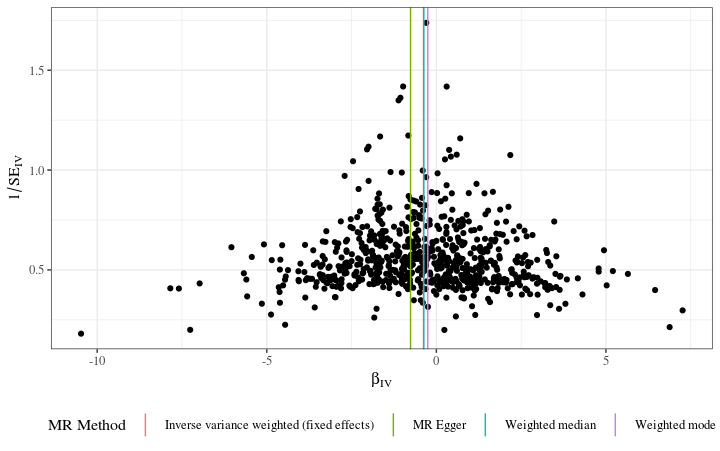 1/SE_IV
1.5
1.0
0.5
-10
-5
0
5
β_IV
MR Method
Inverse variance weighted (fixed effects)
MR Egger
Weighted median
Weighted mode